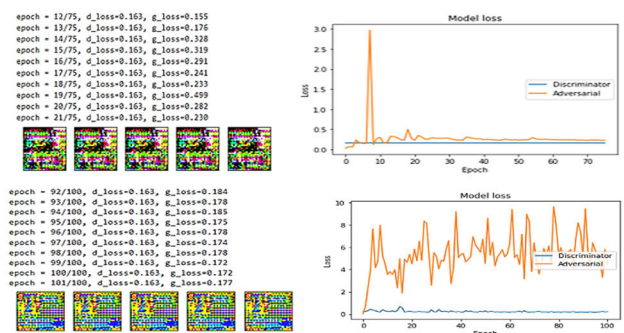 epoch = 12/75, d_loss=0.163, g_loss=0.155
epoch = 13/75, d_loss=0.163, g_loss=0.176
epoch = 14/75, d_loss=0.163, g_loss=0.328
epoch = 15/75, d_loss=0.163, g_loss=0.319
epoch = 16/75, d_loss=0.163, g_loss=0.291
epoch = 17/75, d_loss=0.163, g_loss=0.241
epoch = 18/75, d_loss=0.163, g_loss=0.233
epoch = 19/75, d_loss=0.163, g_loss=0.499
epoch = 20/75, d_loss=0.163, g_loss=0.282
epoch = 21/75, d_loss=0.163, g_loss=0.230
Model loss
3.0
2.5
2.0
1.5
1.0
0.5
0.0
Loss
Discriminator
Adversarial
0 10 20 30 40 50 60 70
Epoch
epoch = 92/100, d_loss=0.163, g_loss=0.184
epoch = 93/100, d_loss=0.163, g_loss=0.178
epoch = 94/100, d_loss=0.163, g_loss=0.185
epoch = 95/100, d_loss=0.163, g_loss=0.175
epoch = 96/100, d_loss=0.163, g_loss=0.178
epoch = 97/100, d_loss=0.163, g_loss=0.174
epoch = 98/100, d_loss=0.163, g_loss=0.178
epoch = 99/100, d_loss=0.163, g_loss=0.172
epoch = 100/100, d_loss=0.163, g_loss=0.172
epoch = 101/100, d_loss=0.163, g_loss=0.177
Model loss
10
8
6
4
2
0
Loss
Discriminator
Adversarial
0 20 40 60 80 100
Epoch